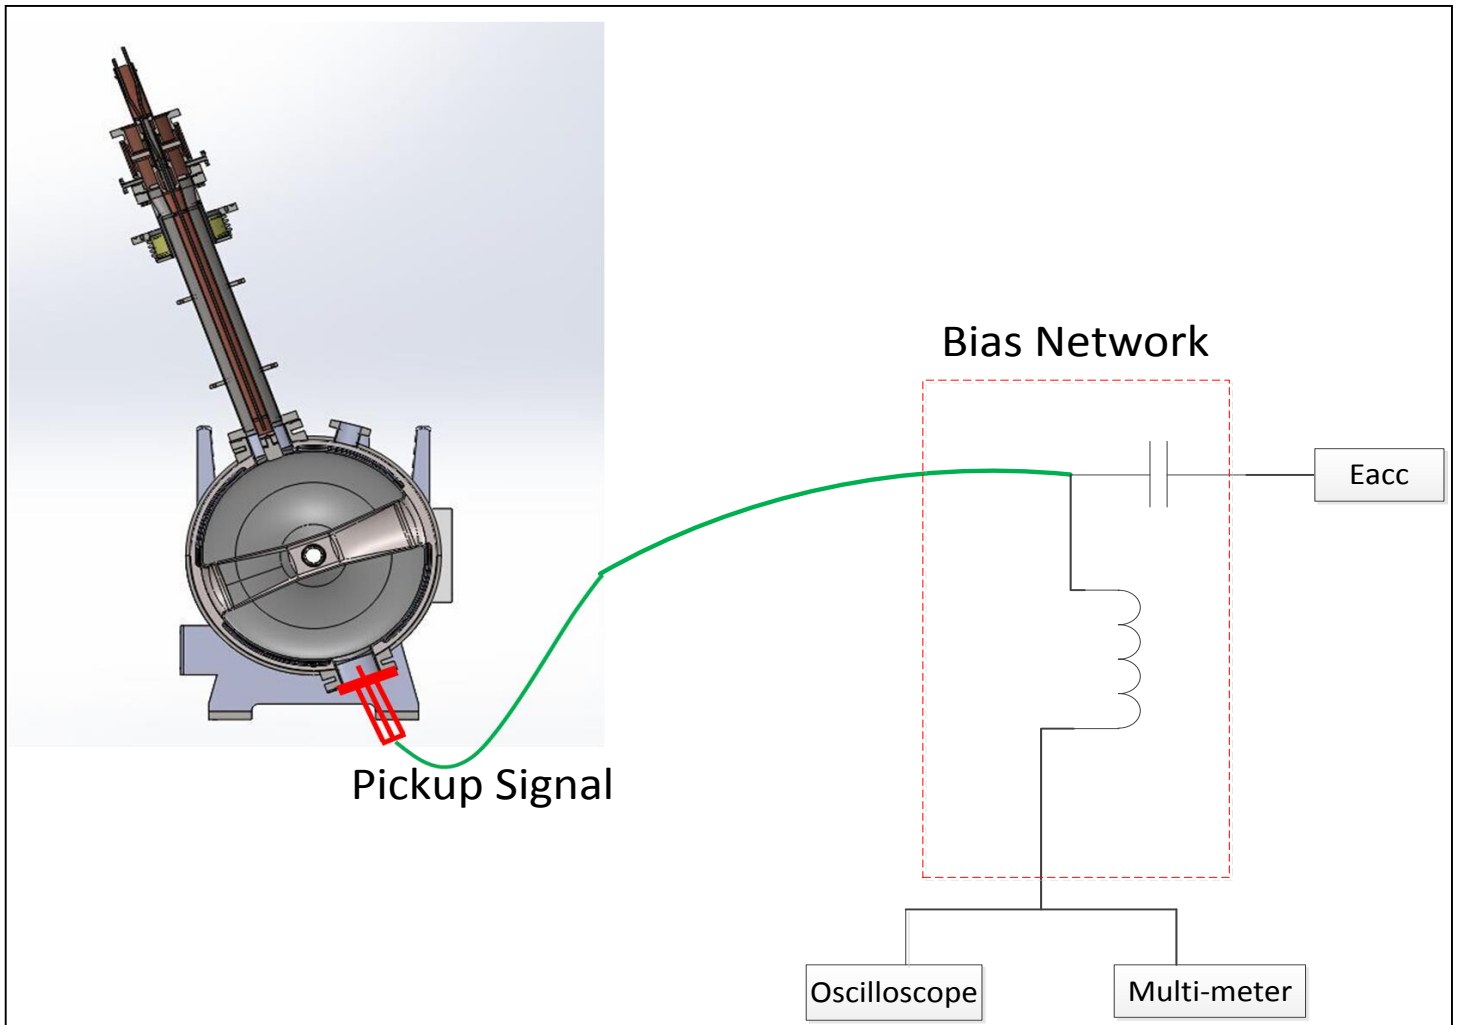 Bias Network
Eacc
Pickup Signal
Oscilloscope
Multi-meter